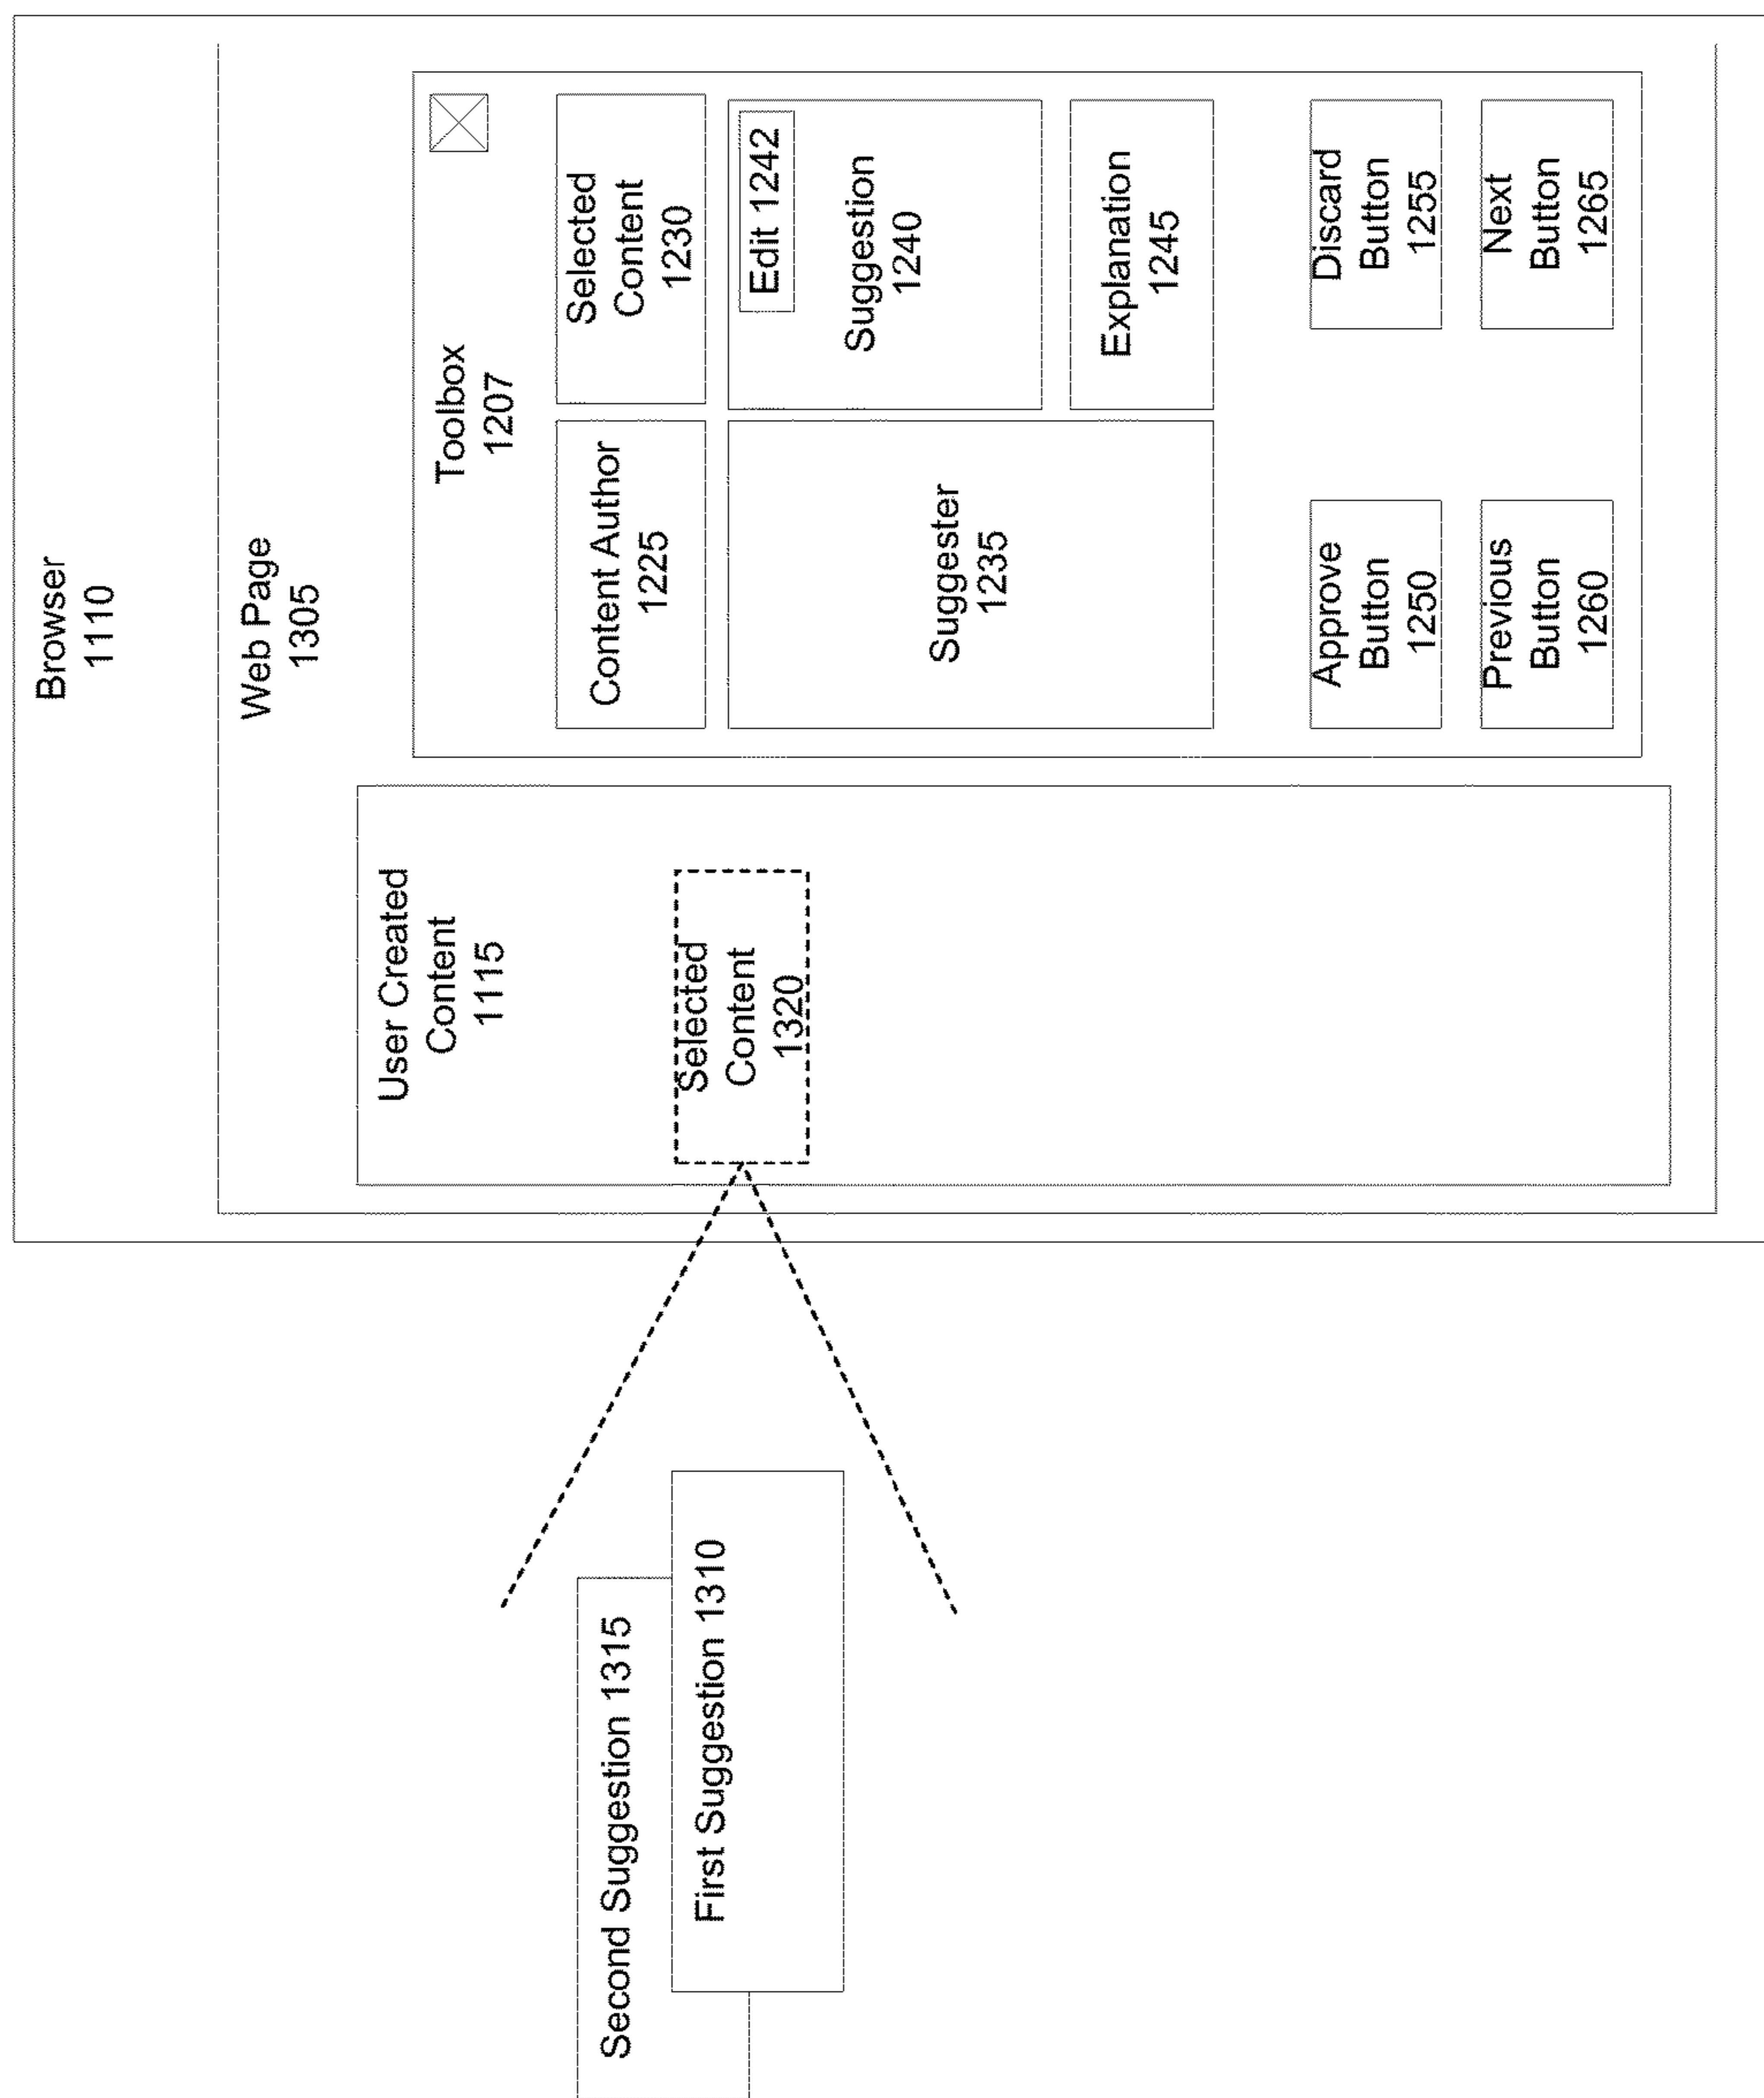 Browser
1110
Web Page
1305
Second Suggestion 1315
First Suggestion 1310
User Created
Content
1115
Selected
Content
1320
Toolbox
1207
Content Author
1225
Selected
Content
1230
Suggester
1235
Edit 1242
Suggestion
1240
Explanation
1245
Approve
Button
1250
Discard
Button
1255
Previous
Button
1260
Next
Button
1265